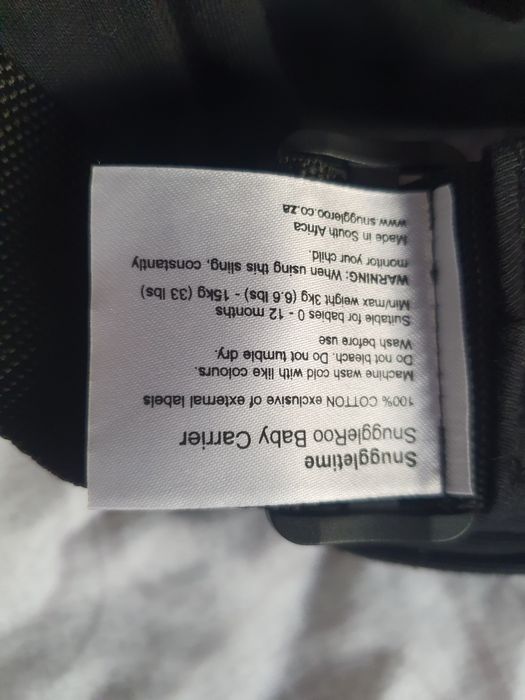 Snuggletime
SnuggleRoo Baby Carrier
100% COTTON exclusive of external labels
Machine wash cold with like colours.
Do not bleach. Do not tumble dry.
Wash before use
Suitable for babies 0 - 12 months
Min/max weight 3kg (6.6 lbs) - 15kg (33 lbs)
WARNING: When using this sling, constantly
monitor your child.
Made in South Africa
www.snuggleroo.co.za